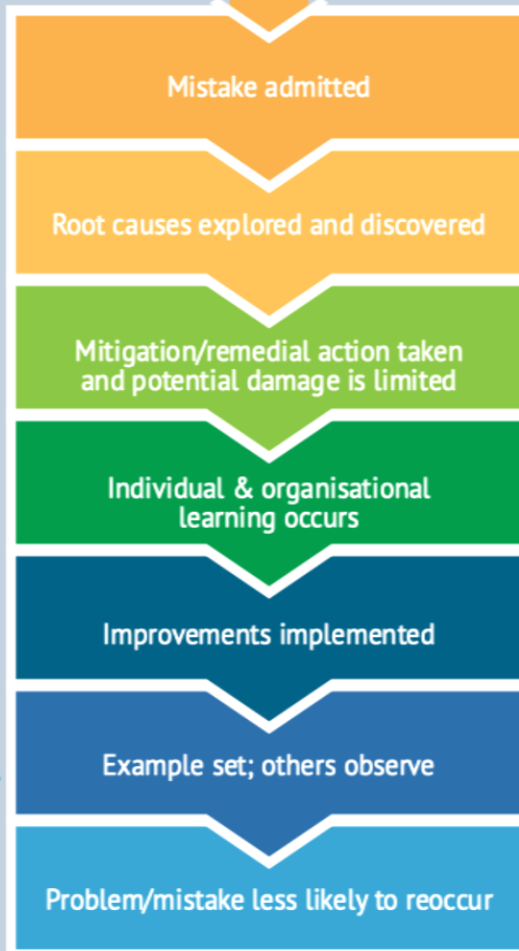 Mistake admitted
Root causes explored and discovered
Mitigation/remedial action taken
and potential damage is limited
Individual & organisational
learning occurs
Improvements implemented
Example set; others observe
Problem/mistake less likely to reoccur